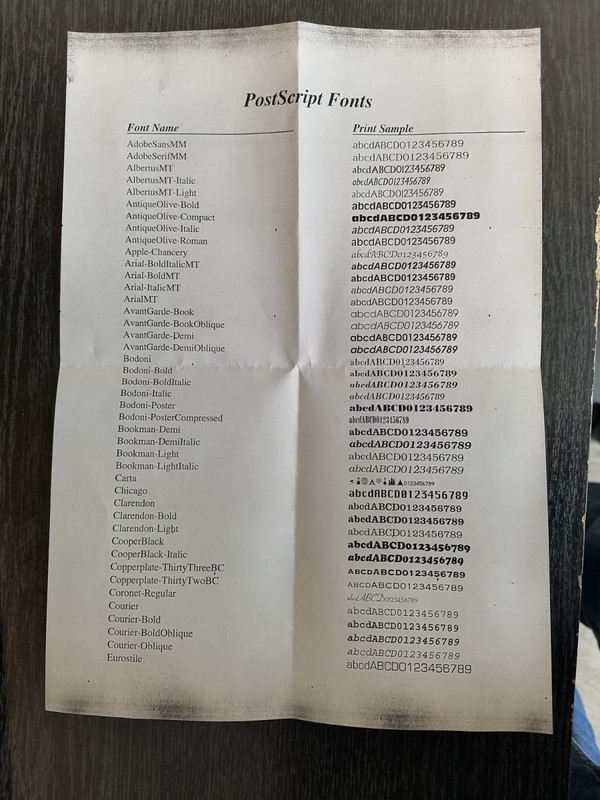 PostScript Fonts
Font Name Print Sample
AdobeSansMM abcdABCD0123456789
AdobeSerifMM abcdABCD0123456789
AlbertusMT abcdABCD0123456789
AlbertusMT-Italic abcdABCD0123456789
AlbertusMT-Light abcdABCD0123456789
AntiqueOlive-Bold abcdABCD0123456789
AntiqueOlive-Compact abcdABCD0123456789
AntiqueOlive-Italic abcdABCD0123456789
AntiqueOlive-Roman abcdABCD0123456789
Apple-Chancery abcdABCD0123456789
Arial-BoldItalicMT abcdABCD0123456789
Arial-BoldMT abcdABCD0123456789
Arial-ItalicMT abcdABCD0123456789
ArialMT abcdABCD0123456789
AvantGarde-Book abcdABCD0123456789
AvantGarde-BookOblique abcdABCD0123456789
AvantGarde-Demi abcdABCD0123456789
AvantGarde-DemiOblique abcdABCD0123456789
Bodoni abcdABCD0123456789
Bodoni-Bold abcdABCD0123456789
Bodoni-BoldItalic abcdABCD0123456789
Bodoni-Italic abcdABCD0123456789
Bodoni-Poster abcdABCD0123456789
Bodoni-PosterCompressed abcdABCD0123456789
Bookman-Demi abcdABCD0123456789
Bookman-DemiItalic abcdABCD0123456789
Bookman-Light abcdABCD0123456789
Bookman-LightItalic abcdABCD0123456789
Carta 0123456789
Chicago abcdABCD0123456789
Clarendon abcdABCD0123456789
Clarendon-Bold abcdABCD0123456789
Clarendon-Light abcdABCD0123456789
CooperBlack abcdABCD0123456789
CooperBlack-Italic abcdABCD0123456789
Copperplate-ThirtyThreeBC ABCDABCD0123456789
Copperplate-ThirtyTwoBC ABCDABCD0123456789
Coronet-Regular abcdABCD0123456789
Courier abcdABCD0123456789
Courier-Bold abcdABCD0123456789
Courier-BoldOblique abcdABCD0123456789
Courier-Oblique abcdABCD0123456789
Eurostile abcdABCD0123456789